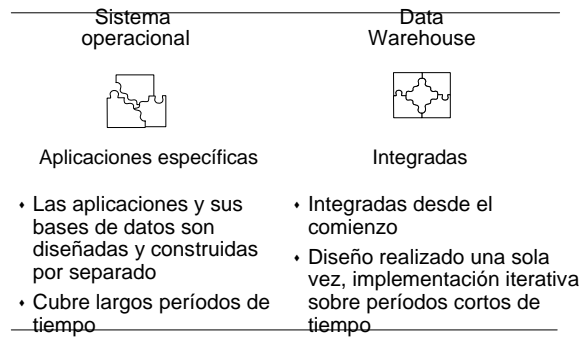 Sistema
operacional
Data
Warehouse
Aplicaciones específicas
Integradas
• Las aplicaciones y sus
bases de datos son
diseñadas y construidas
por separado
• Cubre largos períodos de
tiempo
• Integradas desde el
comienzo
• Diseño realizado una sola
vez, implementación iterativa
sobre períodos cortos de
tiempo